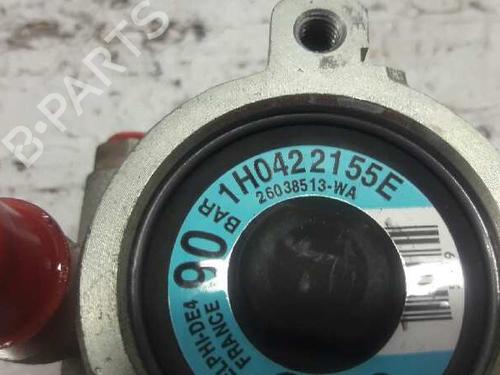 1H0422155E
26038513-WA
90 BAR
DELPHI-DE4
FRANCE
B-PARTS